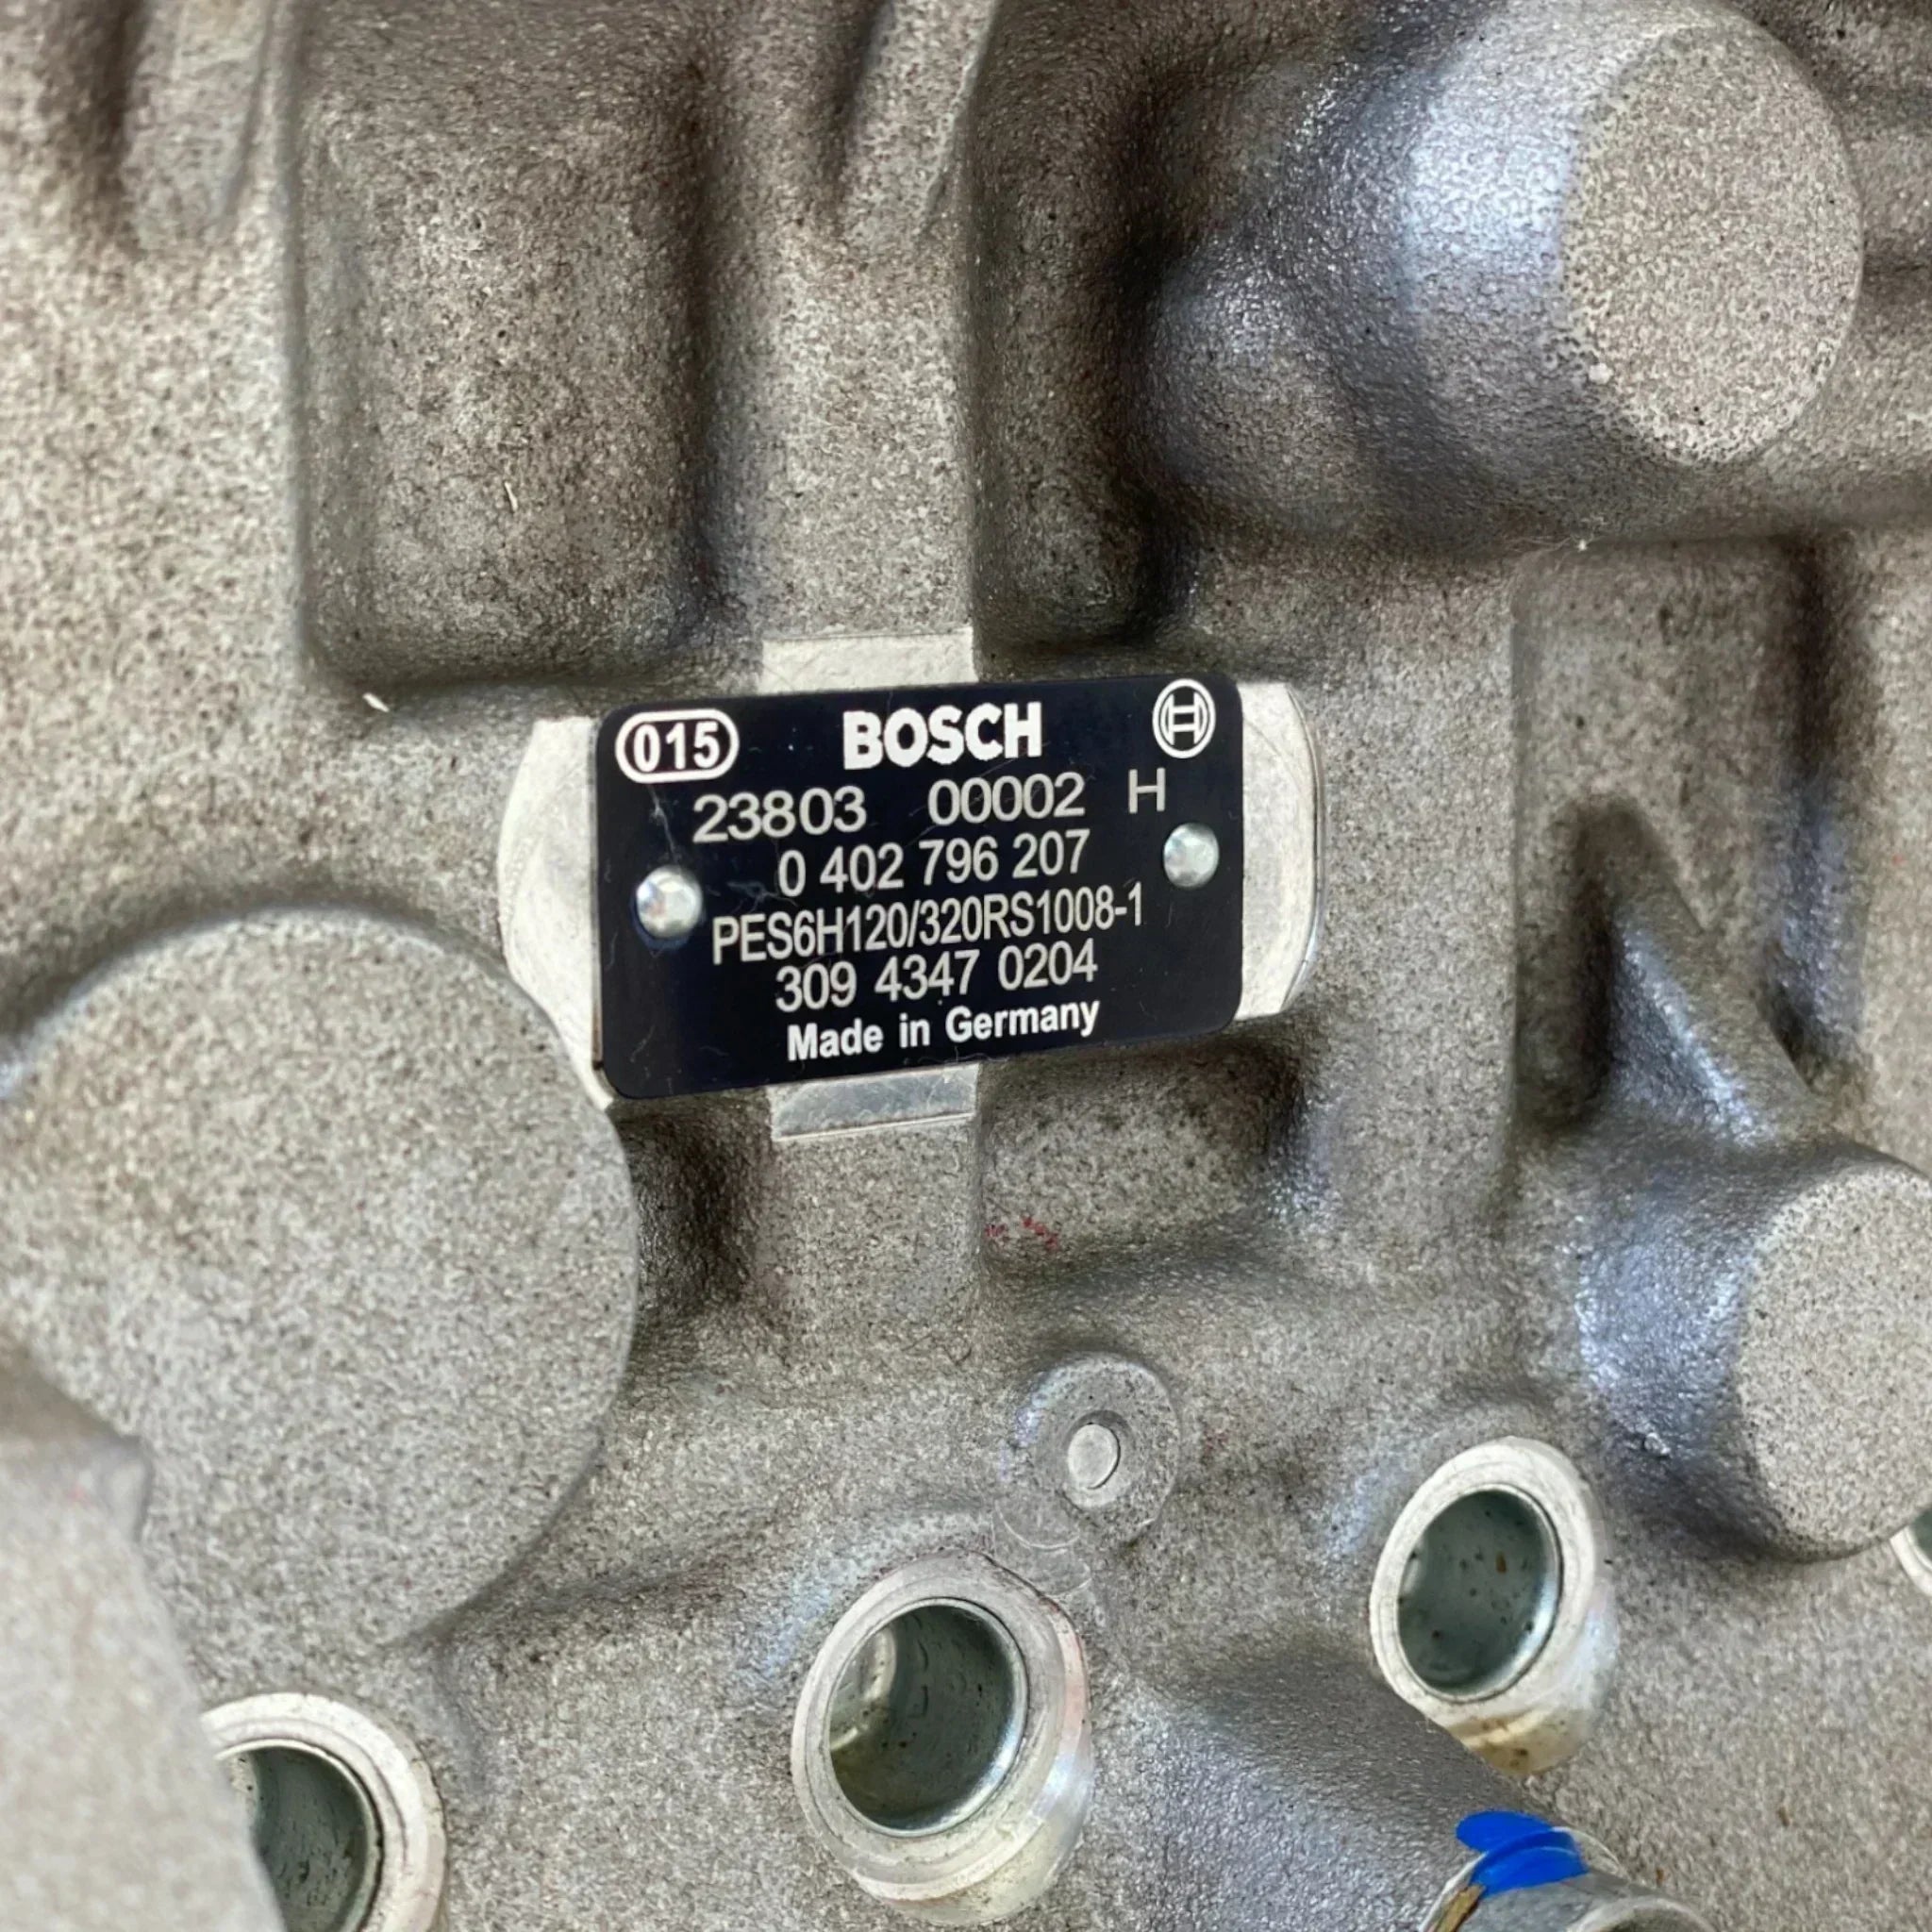 015 BOSCH
23803 00002 H
0 402 796 207
PES6H120/320RS1008-1
309 4347 0204
Made in Germany